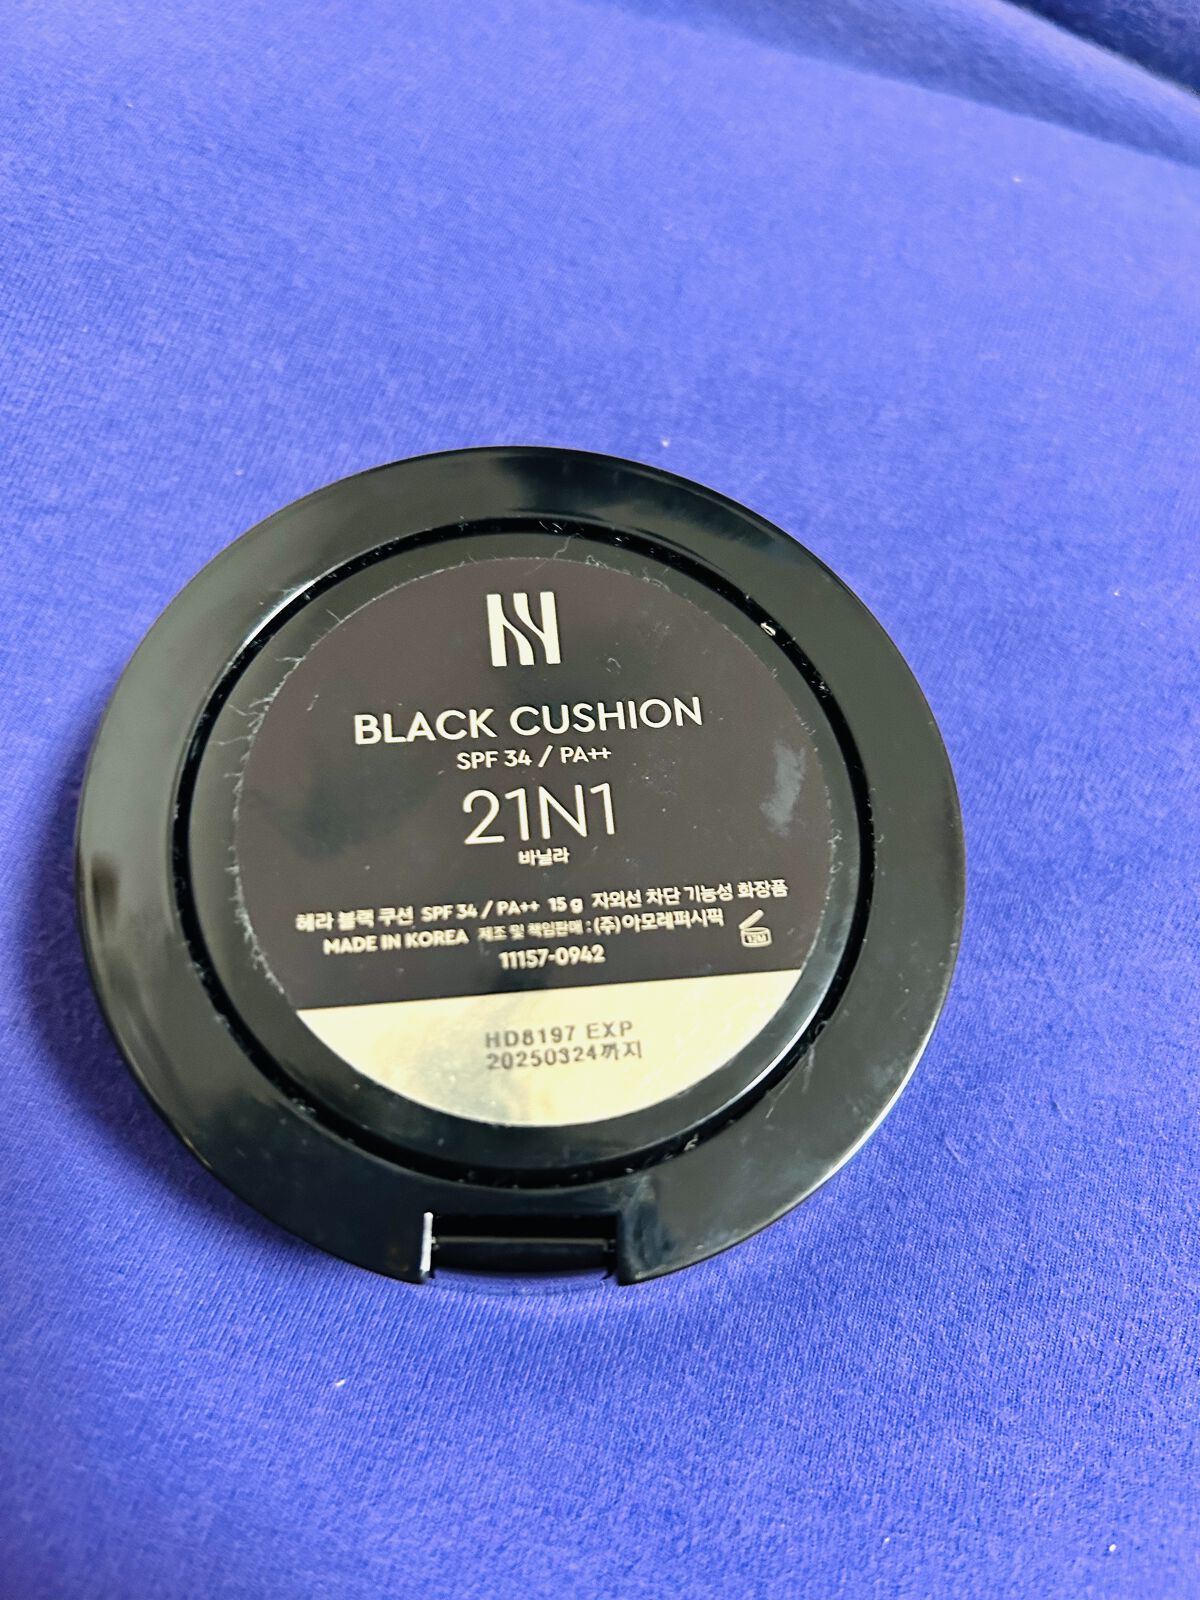 BLACK CUSHION
SPF 34 / PA++
21N1
바닐라
헤라 블랙 쿠션 SPF 34 / PA++ 15 g 자외선 차단 기능성 화장품
MADE IN KOREA 제조 및 책임판매 : (주)아모레퍼시픽
12M
11157-0942
HD8197 EXP
20250324까지